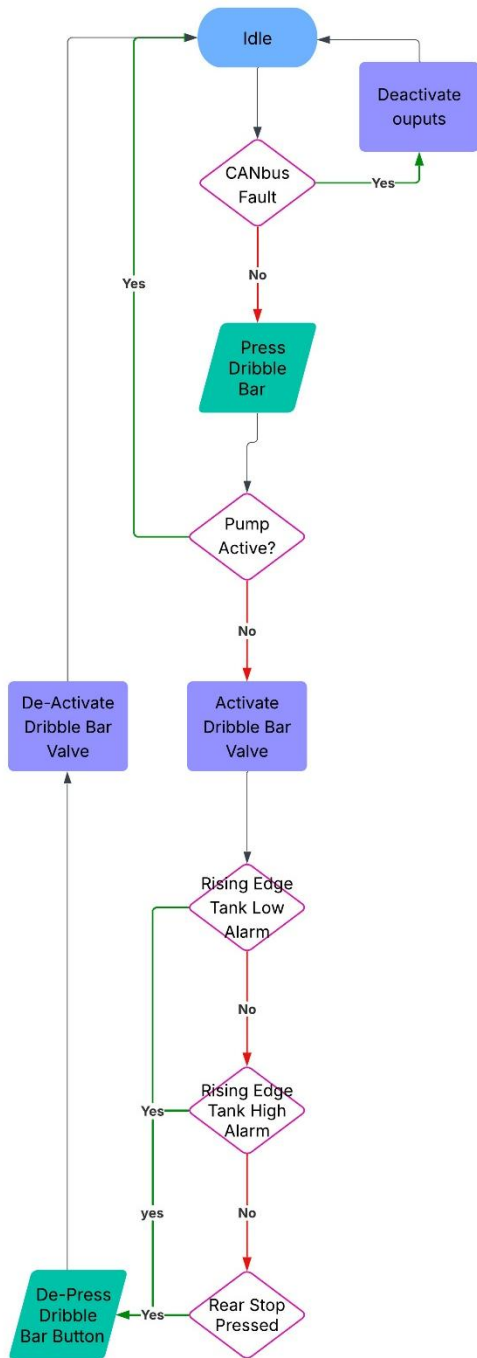 Idle
Deactivate
ouputs
CANbus
Fault
Yes
Yes
No
Press
Dribble
Bar
Pump
Active?
No
De-Activate
Dribble Bar
Valve
Activate
Dribble Bar
Valve
Rising Edge
Tank Low
Alarm
No
Rising Edge
Tank High
Alarm
Yes
yes
No
De-Press
Dribble
Bar Button
Yes
Rear Stop
Pressed